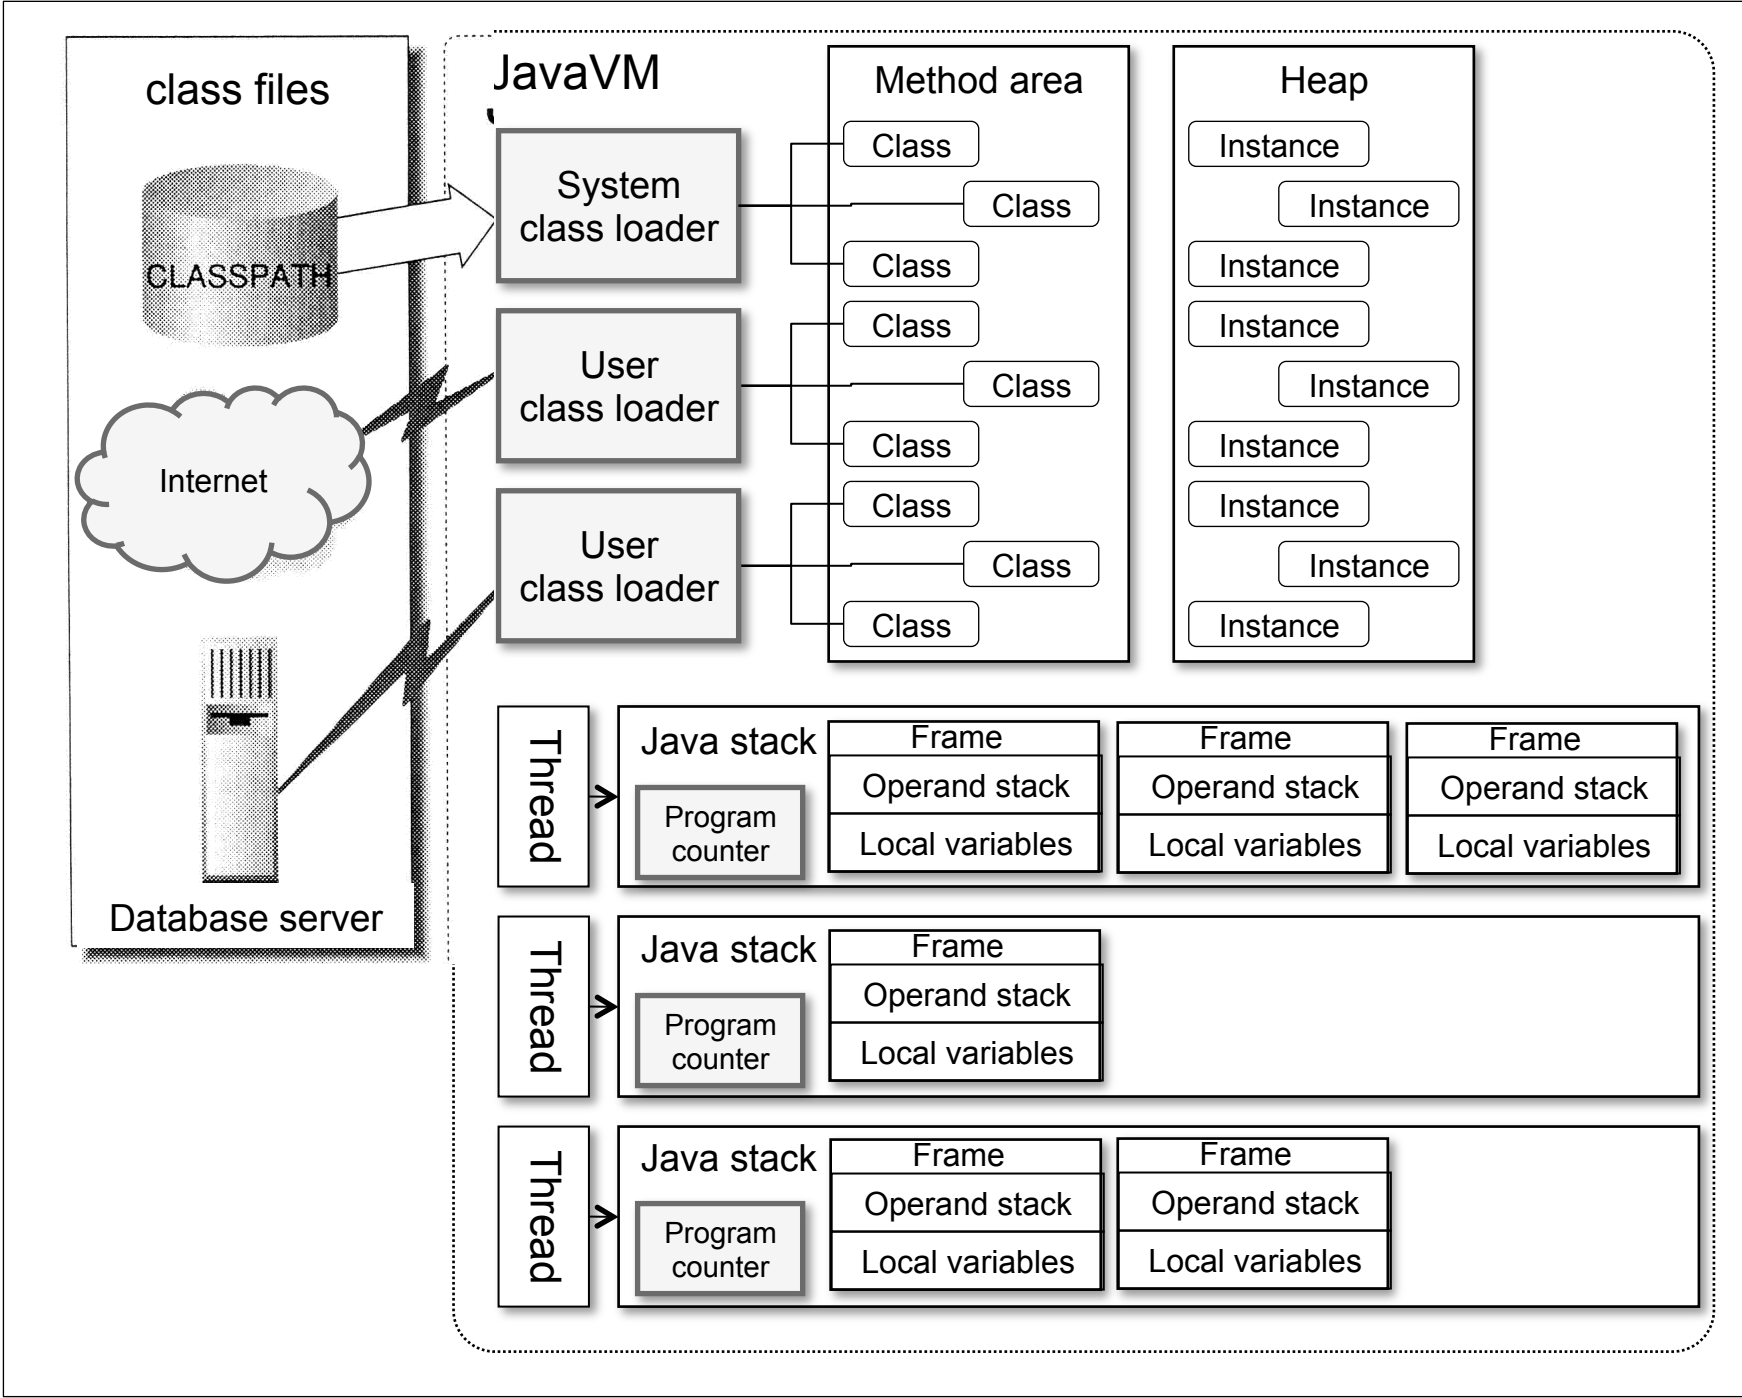 class files
CLASSPATH
Internet
Database server
JavaVM
System
class loader
User
class loader
User
class loader
Method area
Class
Class
Class
Class
Class
Class
Class
Class
Class
Heap
Instance
Instance
Instance
Instance
Instance
Instance
Instance
Instance
Instance
Thread
Java stack
Program
counter
Frame
Operand stack
Local variables
Frame
Operand stack
Local variables
Frame
Operand stack
Local variables
Thread
Java stack
Program
counter
Frame
Operand stack
Local variables
Thread
Java stack
Program
counter
Frame
Operand stack
Local variables
Frame
Operand stack
Local variables